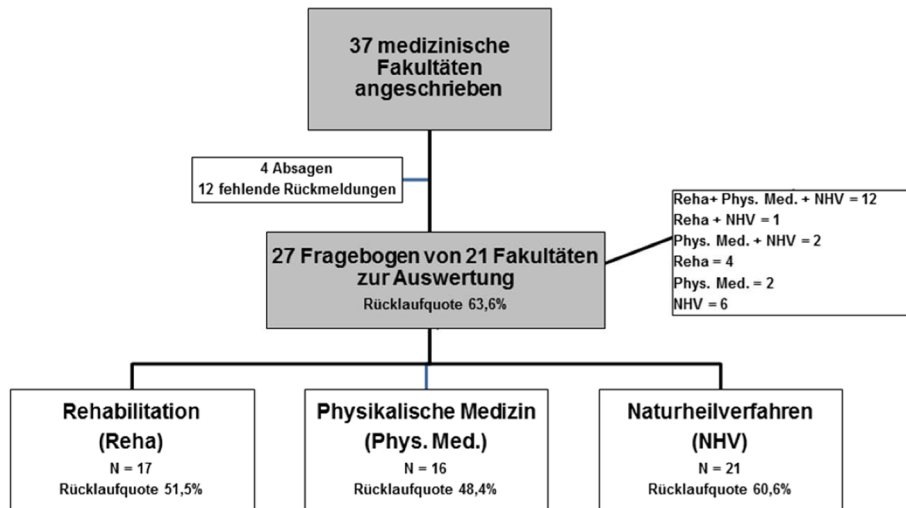 37 medizinische
Fakultäten
angeschrieben
4 Absagen
12 fehlende Rückmeldungen
Reha+ Phys. Med. + NHV = 12
Reha + NHV = 1
Phys. Med. + NHV = 2
Reha = 4
Phys. Med. = 2
NHV = 6
27 Fragebogen von 21 Fakultäten
zur Auswertung
Rücklaufquote 63,6%
Rehabilitation
(Reha)
N = 17
Rücklaufquote 51,5%
Physikalische Medizin
(Phys. Med.)
N = 16
Rücklaufquote 48,4%
Naturheilverfahren
(NHV)
N = 21
Rücklaufquote 60,6%